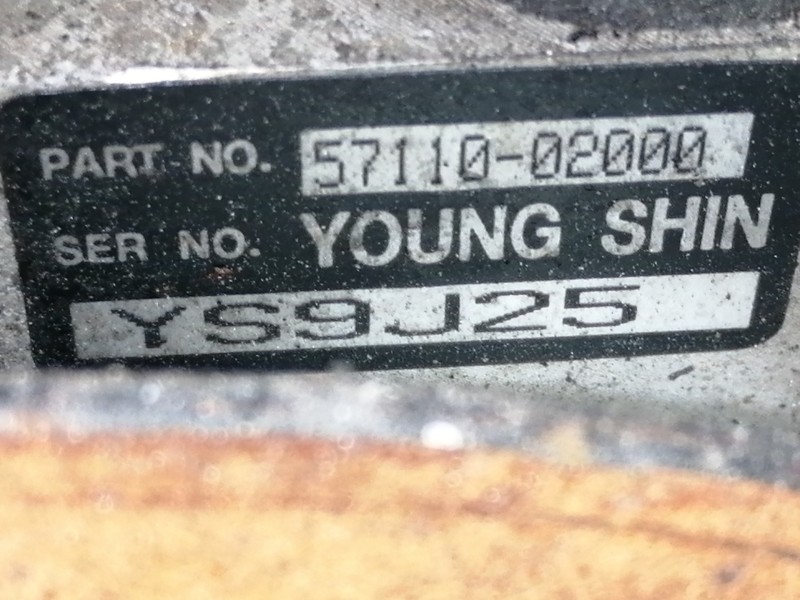 PART NO. 57110-02000
SER NO. YOUNG SHIN
YS9J25